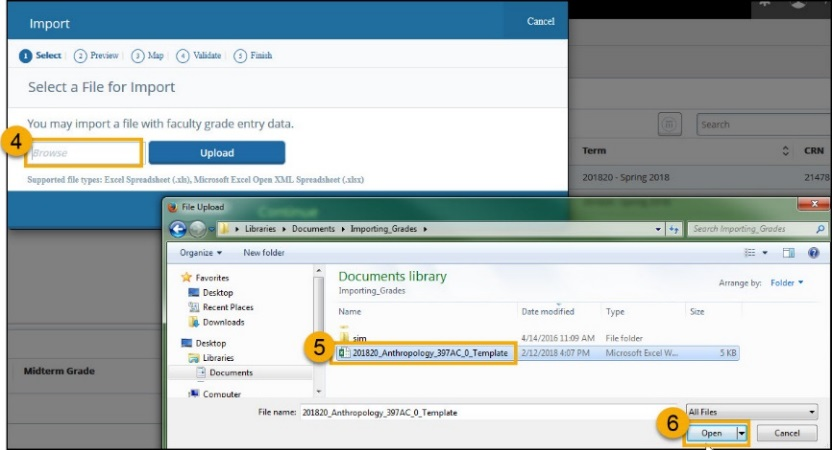 Import
Cancel
1 Select 2 Preview 3 Map 4 Validate 5 Finish
Select a File for Import
You may import a file with faculty grade entry data.
4
Browse
Upload
Supported file types: Excel Spreadsheet (.xls), Microsoft Excel Open XML Spreadsheet (.xlsx)
Search
Term
CRN
201820 - Spring 2018
21478
Continue
File Upload
Libraries Documents Importing_Grades
Search Importing_Grades
Organize
New folder
Favorites
Desktop
Recent Places
Downloads
Desktop
Libraries
Documents
Computer
Documents library
Importing_Grades
Arrange by: Folder
Name Date modified Type Size
sim 4/14/2016 11:09 AM File folder
5
201820_Anthropology_397AC_0_Template 2/12/2018 4:07 PM Microsoft Excel W... 5 KB
Midterm Grade
File name: 201820_Anthropology_397AC_0_Template
All Files
6
Open
Cancel